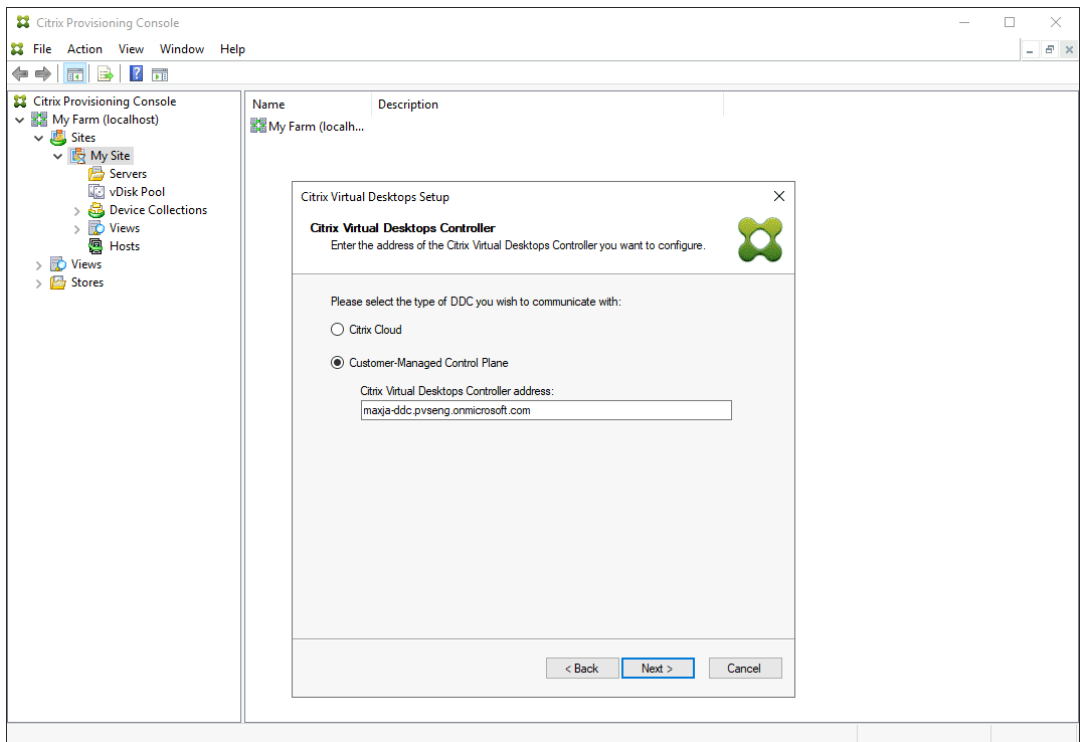 Citrix Provisioning Console
File Action View Window Help
Citrix Provisioning Console
My Farm (localhost)
Sites
My Site
Servers
vDisk Pool
Device Collections
Views
Hosts
Views
Stores
Name Description
My Farm (localh...
Citrix Virtual Desktops Setup
Citrix Virtual Desktops Controller
Enter the address of the Citrix Virtual Desktops Controller you want to configure.
Please select the type of DDC you wish to communicate with:
Citrix Cloud
Customer-Managed Control Plane
Citrix Virtual Desktops Controller address:
maxja-ddc.pvseng.onmicrosoft.com
< Back Next > Cancel